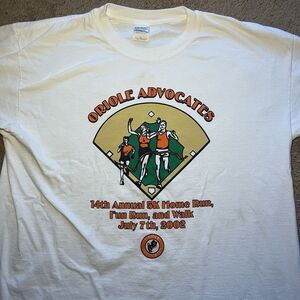 ORIOLE ADVOCATES
14th Annual 5K Home Run,
Fun Run, and Walk
July 7th, 2002